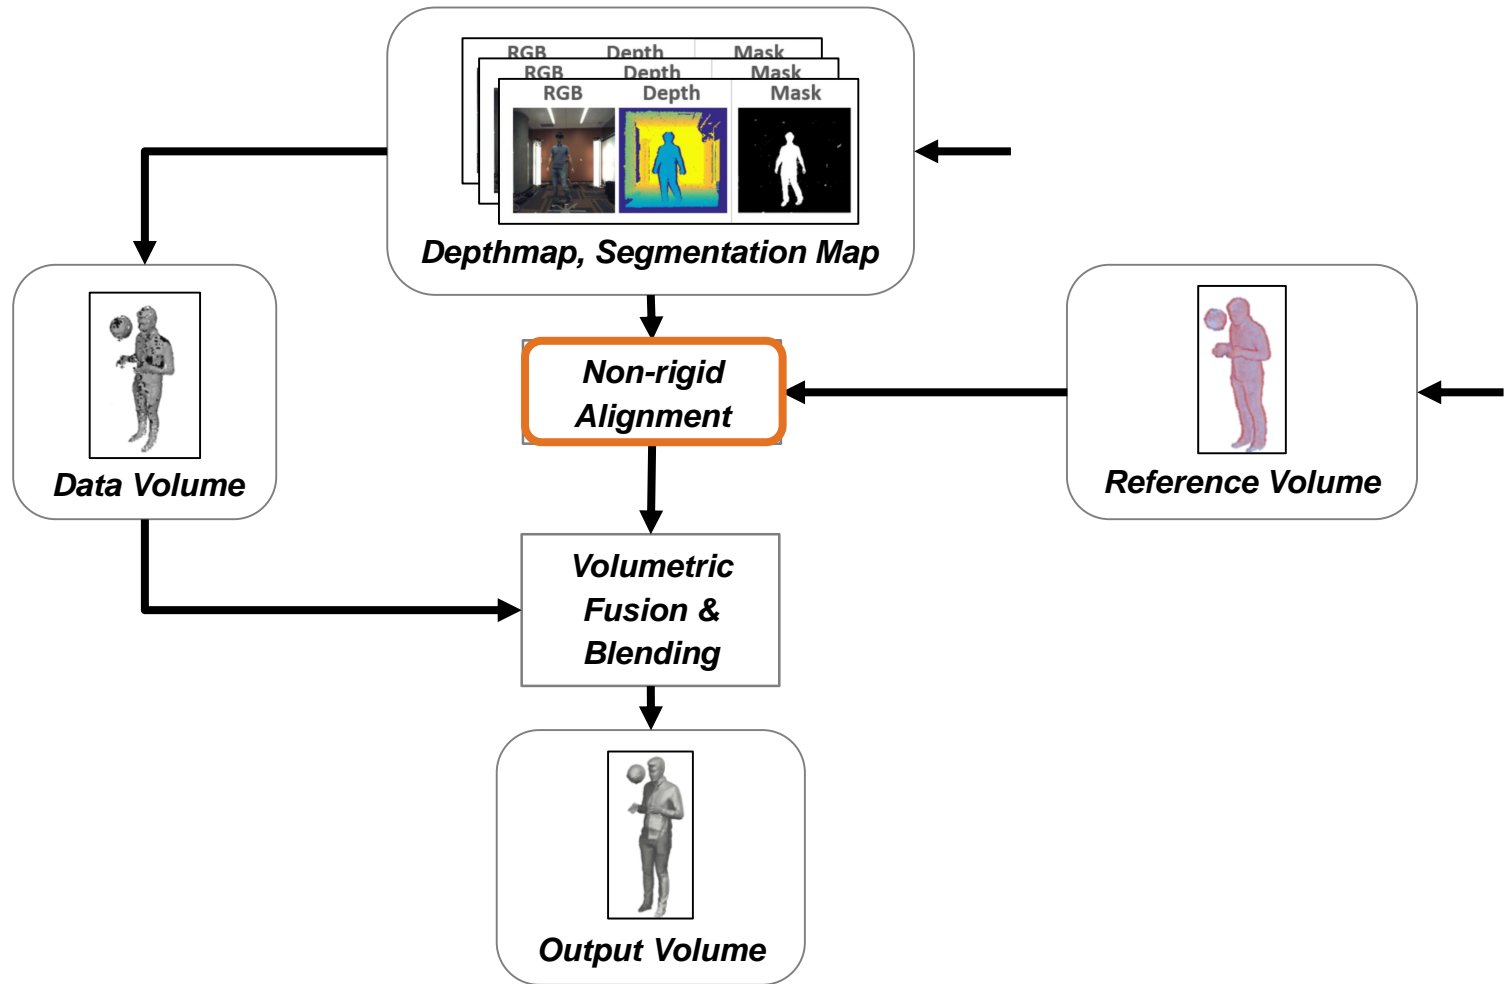 RGB Depth Mask
RGB Depth Mask
RGB Depth Mask
Depthmap, Segmentation Map
Non-rigid
Alignment
Data Volume
Reference Volume
Volumetric
Fusion &
Blending
Output Volume